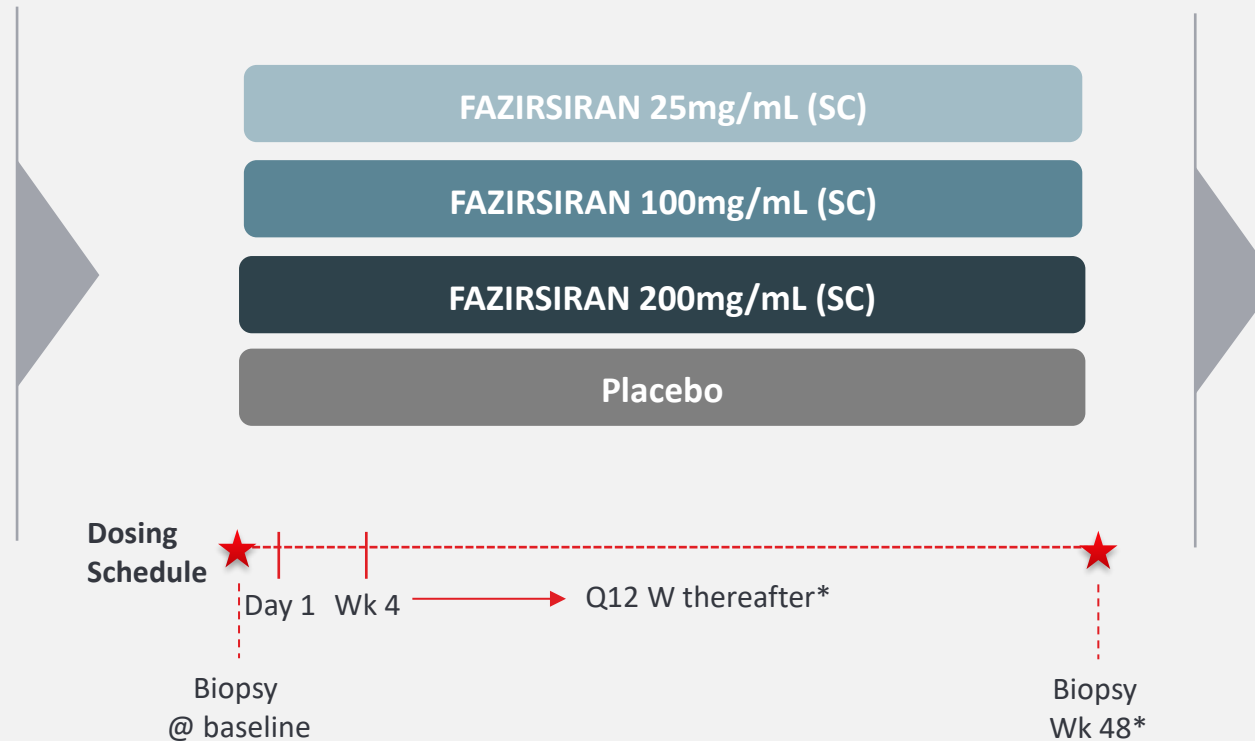 FAZIRSIRAN 25mg/mL (SC)
FAZIRSIRAN 100mg/mL (SC)
FAZIRSIRAN 200mg/mL (SC)
Placebo
Dosing
Schedule
Day 1
Wk 4
Q12 W thereafter*
Biopsy
@ baseline
Biopsy
Wk 48*